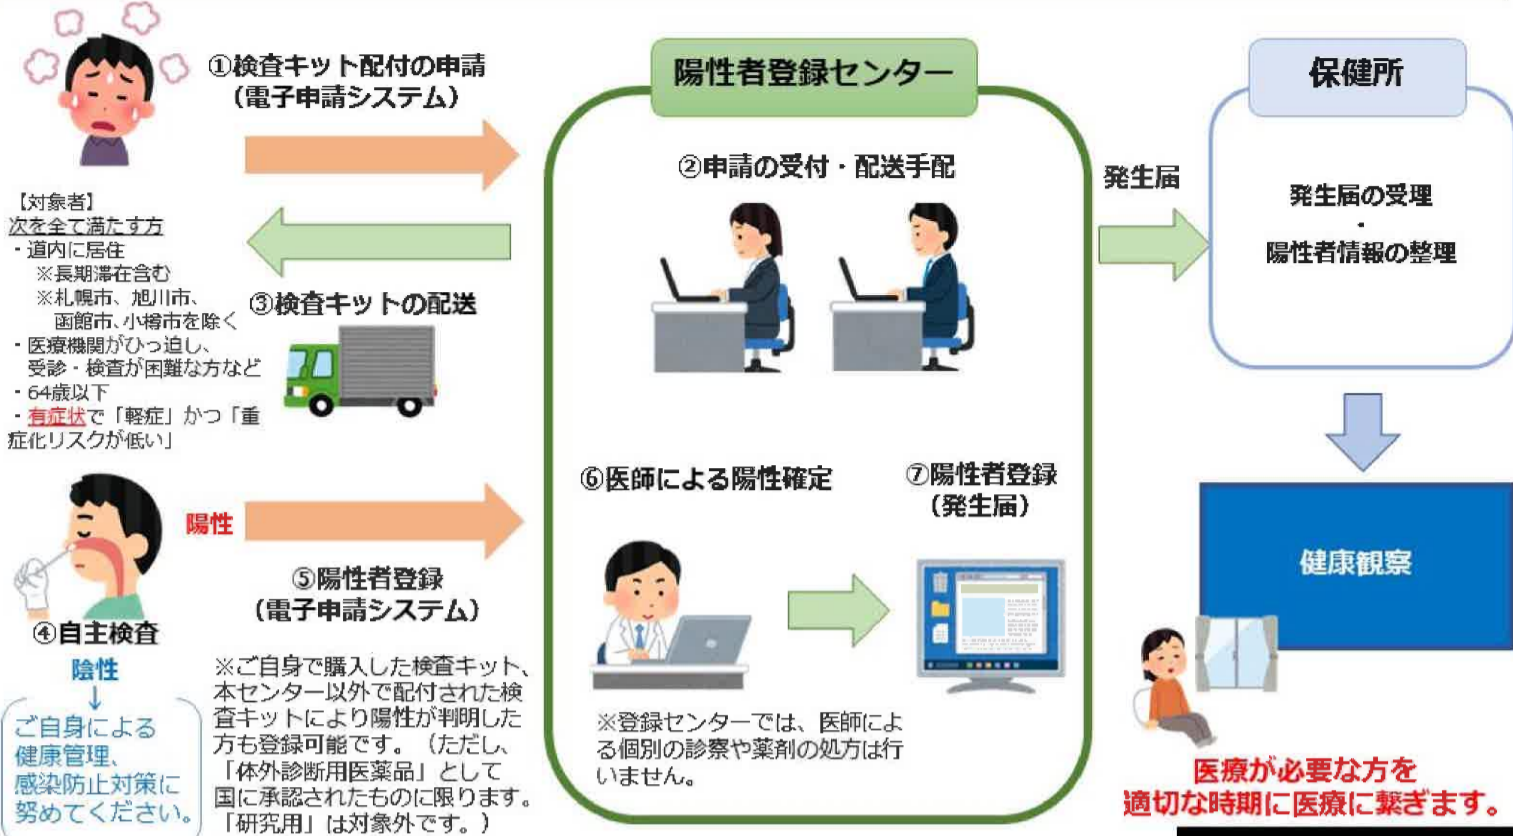 ①検査キット配付の申請
(電子申請システム)
【対象者】
次を全て満たす方
・道内に居住
※長期滞在含む
※札幌市、旭川市、
函館市、小樽市を除く
・医療機関がひっ迫し、
受診・検査が困難な方など
・64歳以下
・有症状で「軽症」かつ「重
症化リスクが低い」
③検査キットの配送
④自主検査
陽性
陰性
↓
ご自身による
健康管理、
感染防止対策に
努めてください。
⑤陽性者登録
(電子申請システム)
※ご自身で購入した検査キット、
本センター以外で配付された検
査キットにより陽性が判明した
方も登録可能です。(ただし、
「体外診断用医薬品」として
国に承認されたものに限ります。
「研究用」は対象外です。)
陽性者登録センター
②申請の受付・配送手配
⑥医師による陽性確定
⑦陽性者登録
(発生届)
※登録センターでは、医師によ
る個別の診察や薬剤の処方は行
いません。
発生届
保健所
発生届の受理
・
陽性者情報の整理
健康観察
医療が必要な方を
適切な時期に医療に繋ぎます。